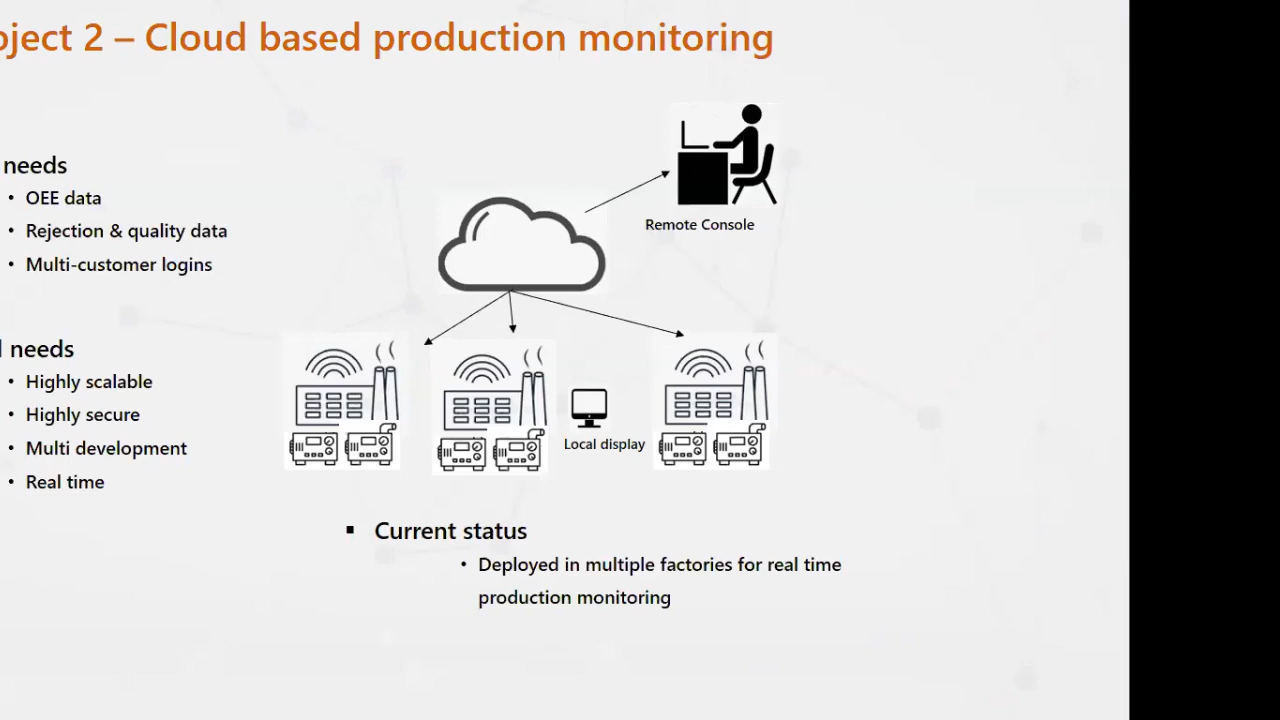 oject 2 – Cloud based production monitoring
needs
• OEE data
• Rejection & quality data
• Multi-customer logins
Remote Console
needs
• Highly scalable
• Highly secure
• Multi development
• Real time
Local display
▪ Current status
• Deployed in multiple factories for real time
production monitoring